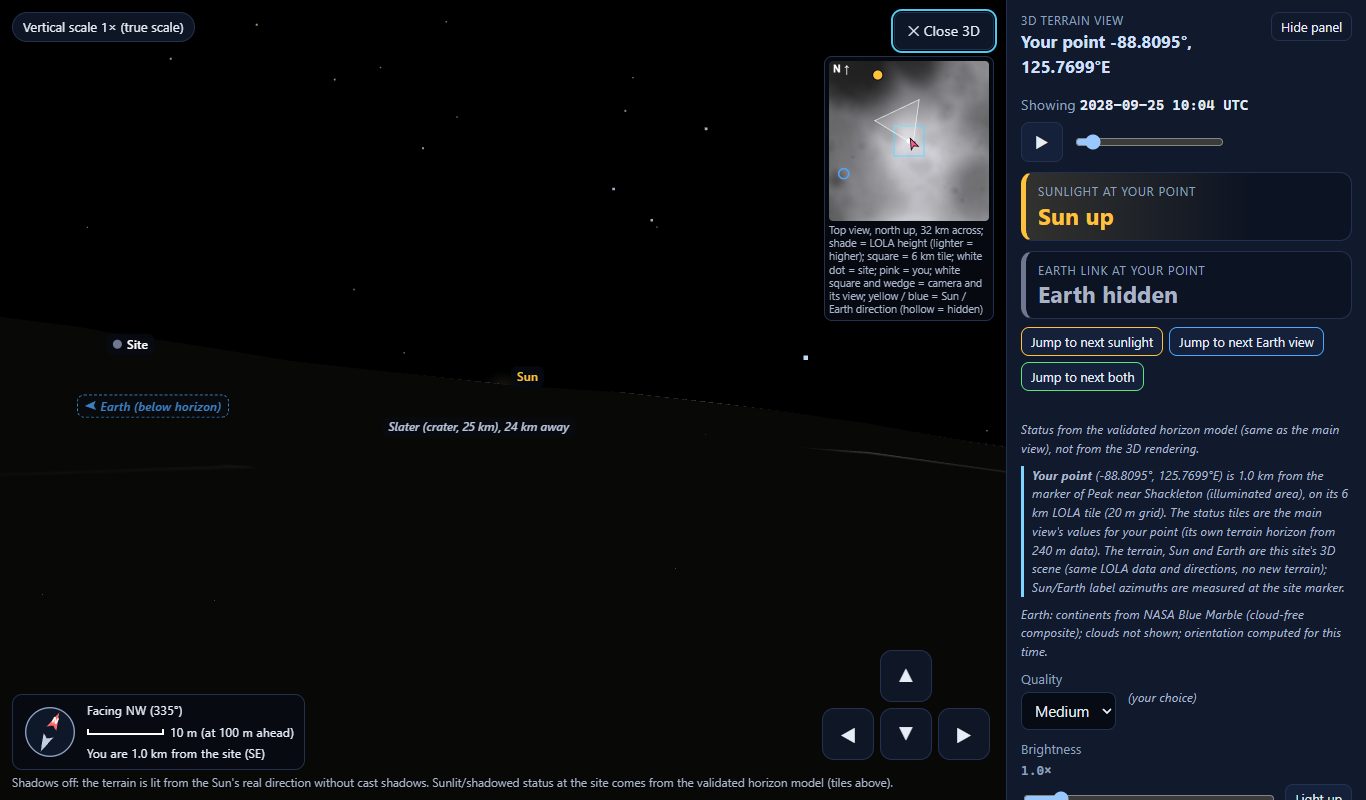 Vertical scale 1× (true scale)
✕ Close 3D
N ↑
Top view, north up, 32 km across;
shade = LOLA height (lighter =
higher); square = 6 km tile; white
dot = site; pink = you; white
square and wedge = camera and
its view; yellow / blue = Sun /
Earth direction (hollow = hidden)
Site
Sun
Earth (below horizon)
Slater (crater, 25 km), 24 km away
Facing NW (335°)
10 m (at 100 m ahead)
You are 1.0 km from the site (SE)
Shadows off: the terrain is lit from the Sun's real direction without cast shadows. Sunlit/shadowed status at the site comes from the validated horizon model (tiles above).
3D TERRAIN VIEW
Hide panel
Your point -88.8095°,
125.7699°E
Showing 2028-09-25 10:04 UTC
SUNLIGHT AT YOUR POINT
Sun up
EARTH LINK AT YOUR POINT
Earth hidden
Jump to next sunlight
Jump to next Earth view
Jump to next both
Status from the validated horizon model (same as the main
view), not from the 3D rendering.
Your point (-88.8095°, 125.7699°E) is 1.0 km from the
marker of Peak near Shackleton (illuminated area), on its 6
km LOLA tile (20 m grid). The status tiles are the main
view's values for your point (its own terrain horizon from
240 m data). The terrain, Sun and Earth are this site's 3D
scene (same LOLA data and directions, no new terrain);
Sun/Earth label azimuths are measured at the site marker.
Earth: continents from NASA Blue Marble (cloud-free
composite); clouds not shown; orientation computed for this
time.
Quality
Medium
(your choice)
Brightness
1.0×
Light up